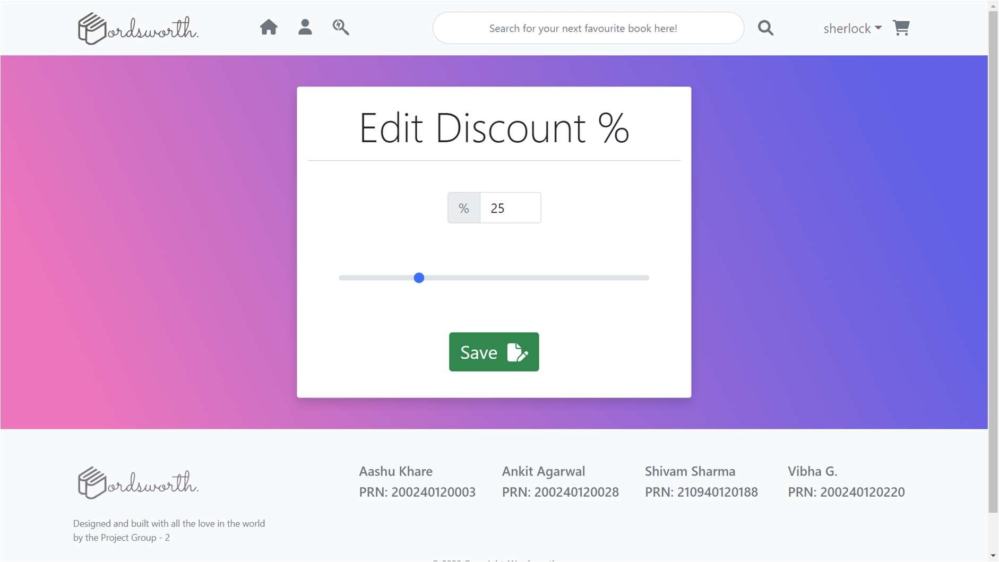 ordsworth.
Search for your next favourite book here!
sherlock
Edit Discount %
% 25
Save
ordsworth.
Aashu Khare
PRN: 200240120003
Ankit Agarwal
PRN: 200240120028
Shivam Sharma
PRN: 210940120188
Vibha G.
PRN: 200240120220
Designed and built with all the love in the world
by the Project Group - 2